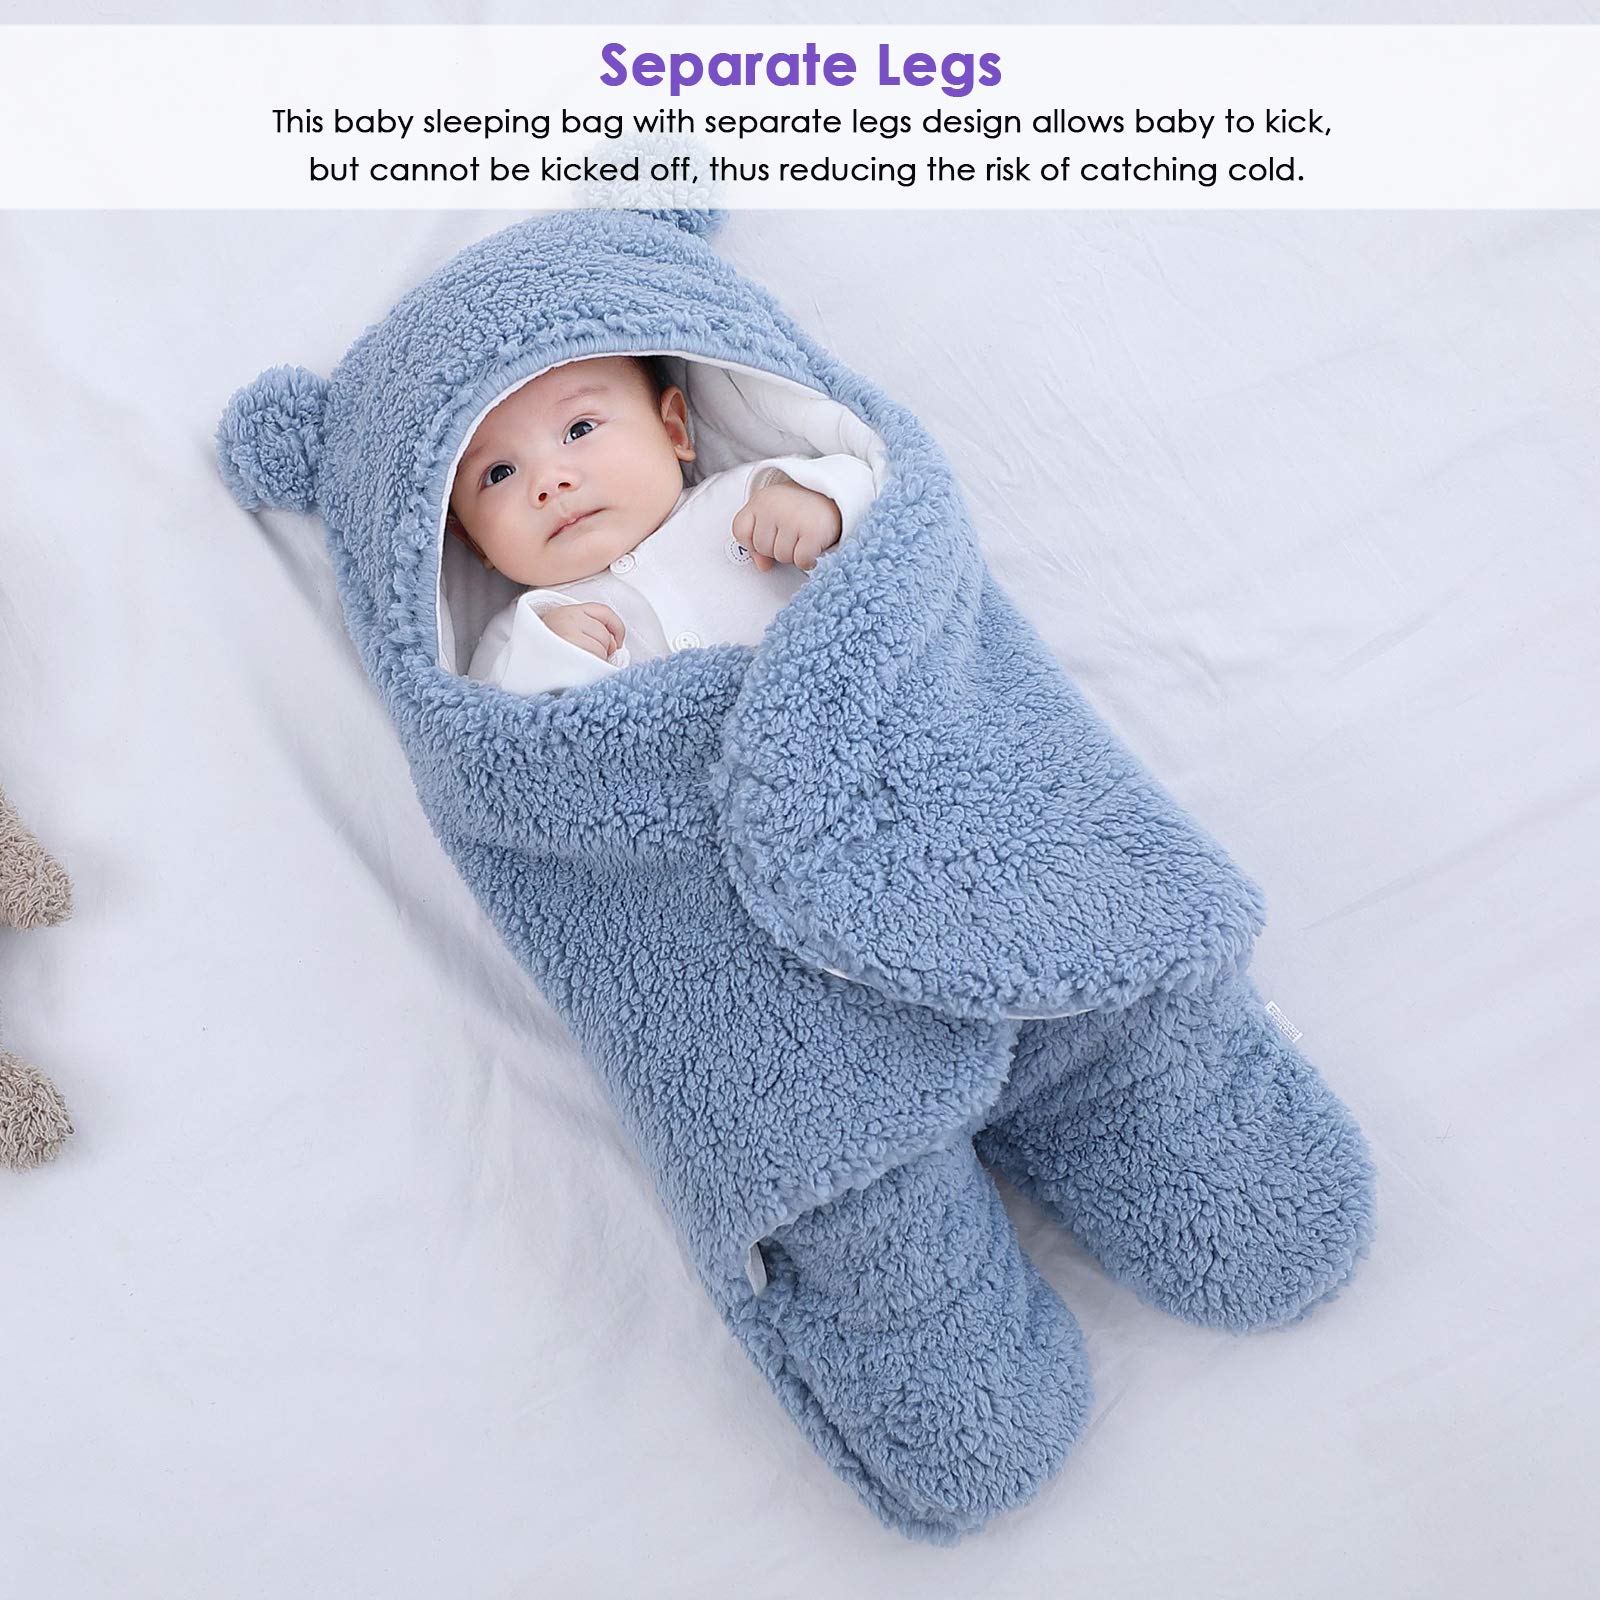 Separate Legs
This baby sleeping bag with separate legs design allows baby to kick,
but cannot be kicked off, thus reducing the risk of catching cold.